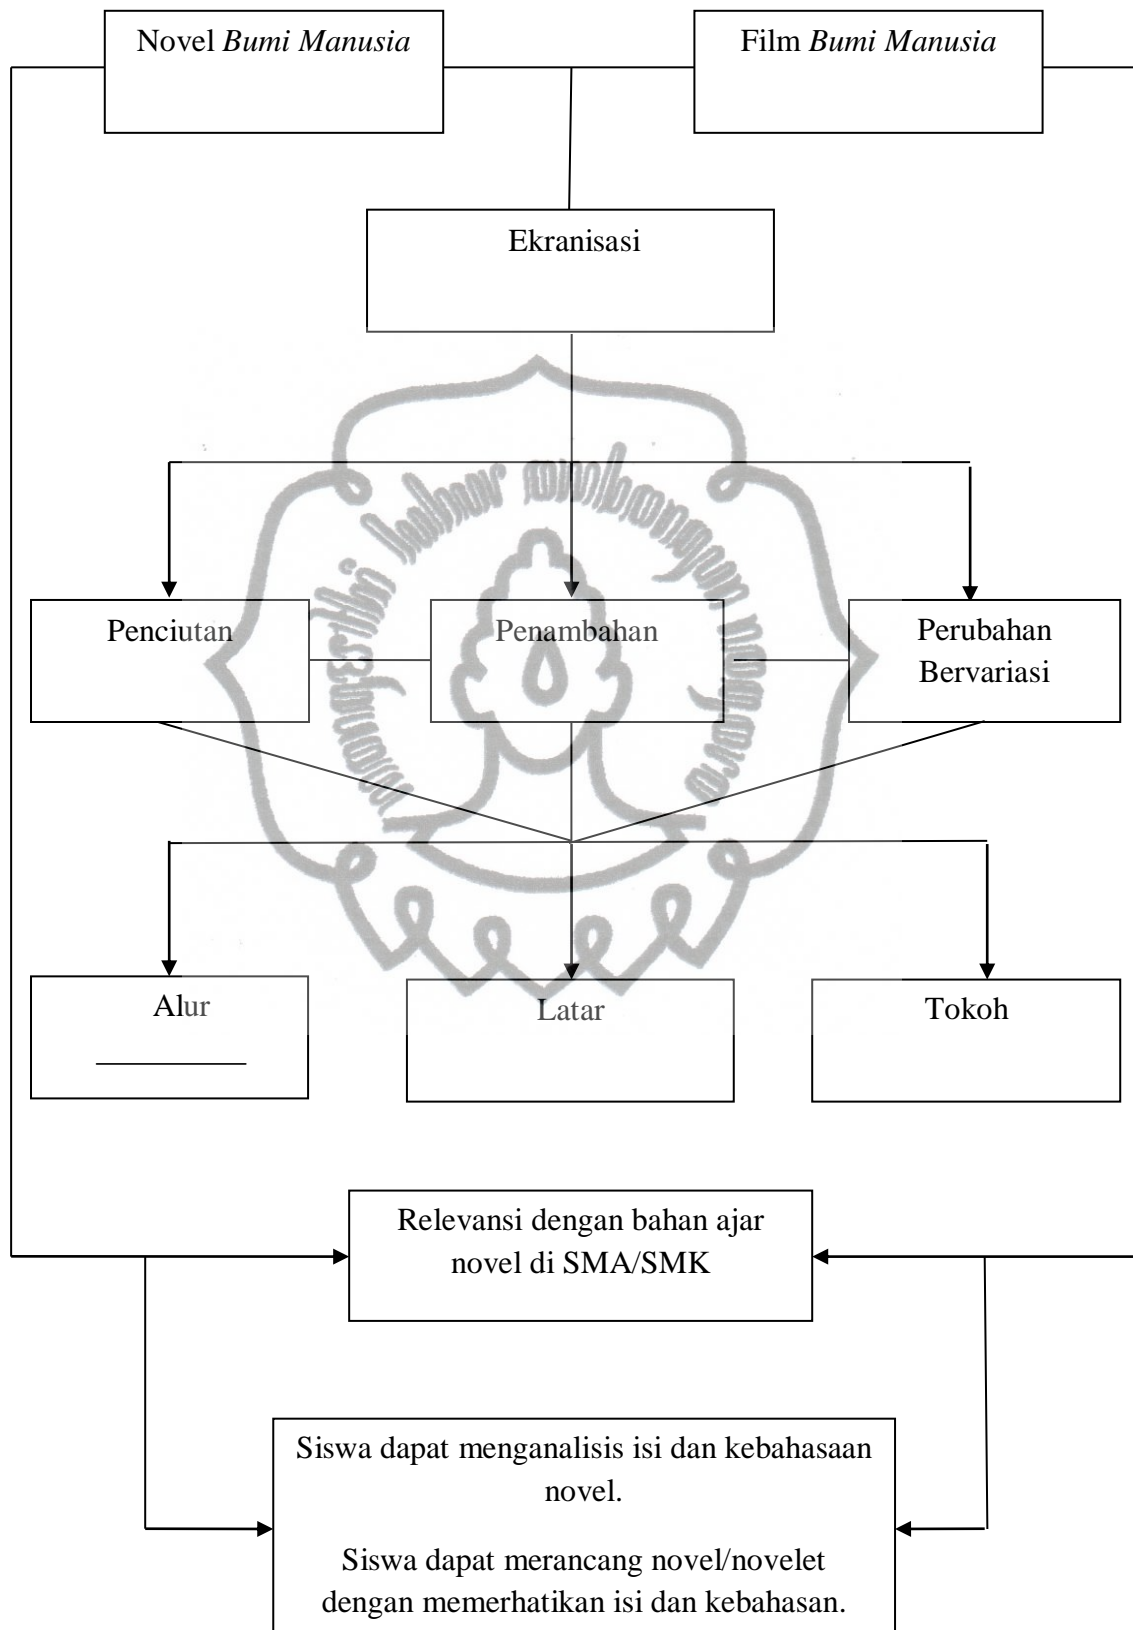 Novel Bumi Manusia
Film Bumi Manusia
Ekranisasi
Penciutan
Penambahan
Perubahan
Bervariasi
Alur
Latar
Tokoh
Relevansi dengan bahan ajar
novel di SMA/SMK
Siswa dapat menganalisis isi dan kebahasaan
novel.
Siswa dapat merancang novel/novelet
dengan memerhatikan isi dan kebahasan.